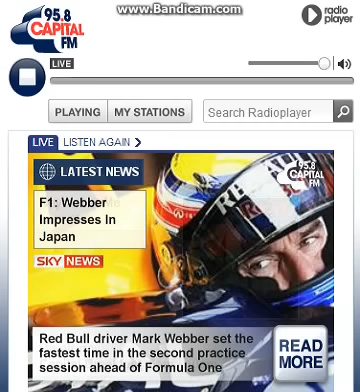 www.Bandicam.com
95.8
CAPITAL
FM
radio
player
LIVE
PLAYING
MY STATIONS
Search Radioplayer
LIVE LISTEN AGAIN
LATEST NEWS
95.8
CAPITAL
FM
F1: Webber
Impresses In
Japan
sky NEWS
Red Bull driver Mark Webber set the
fastest time in the second practice
session ahead of Formula One
READ
MORE